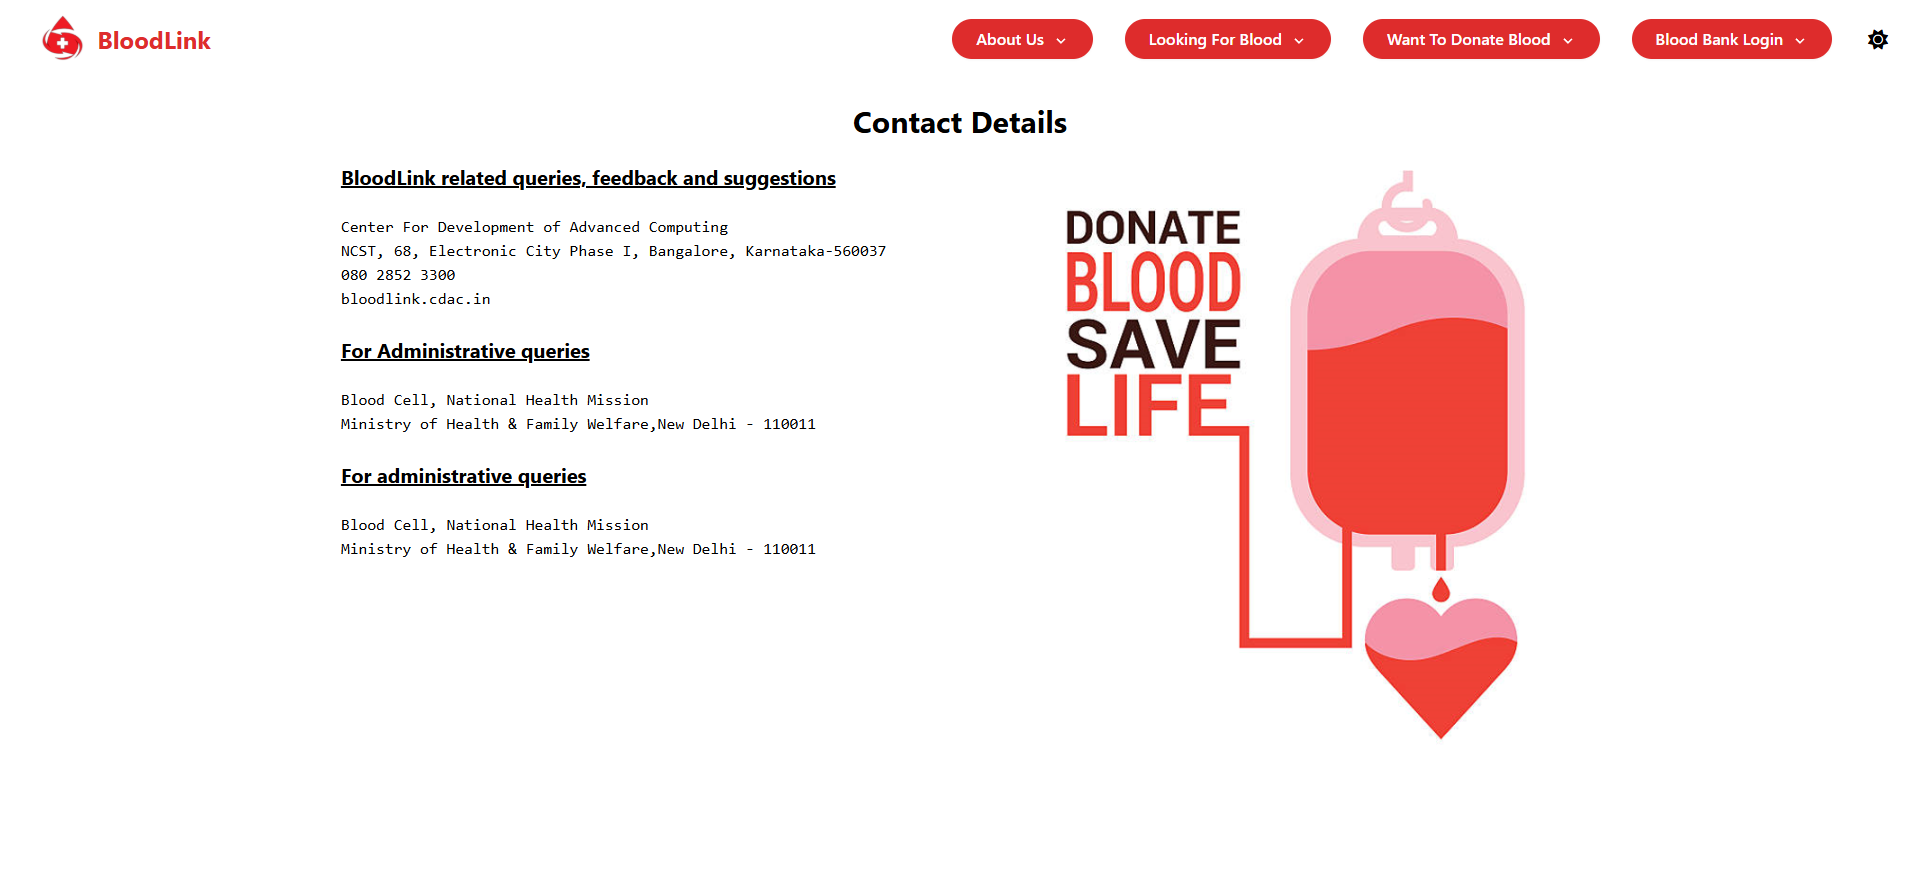 BloodLink
About Us
Looking For Blood
Want To Donate Blood
Blood Bank Login
Contact Details
BloodLink related queries, feedback and suggestions
Center For Development of Advanced Computing
NCST, 68, Electronic City Phase I, Bangalore, Karnataka-560037
080 2852 3300
bloodlink.cdac.in
For Administrative queries
Blood Cell, National Health Mission
Ministry of Health & Family Welfare,New Delhi - 110011
For administrative queries
Blood Cell, National Health Mission
Ministry of Health & Family Welfare,New Delhi - 110011
DONATE
BLOOD
SAVE
LIFE